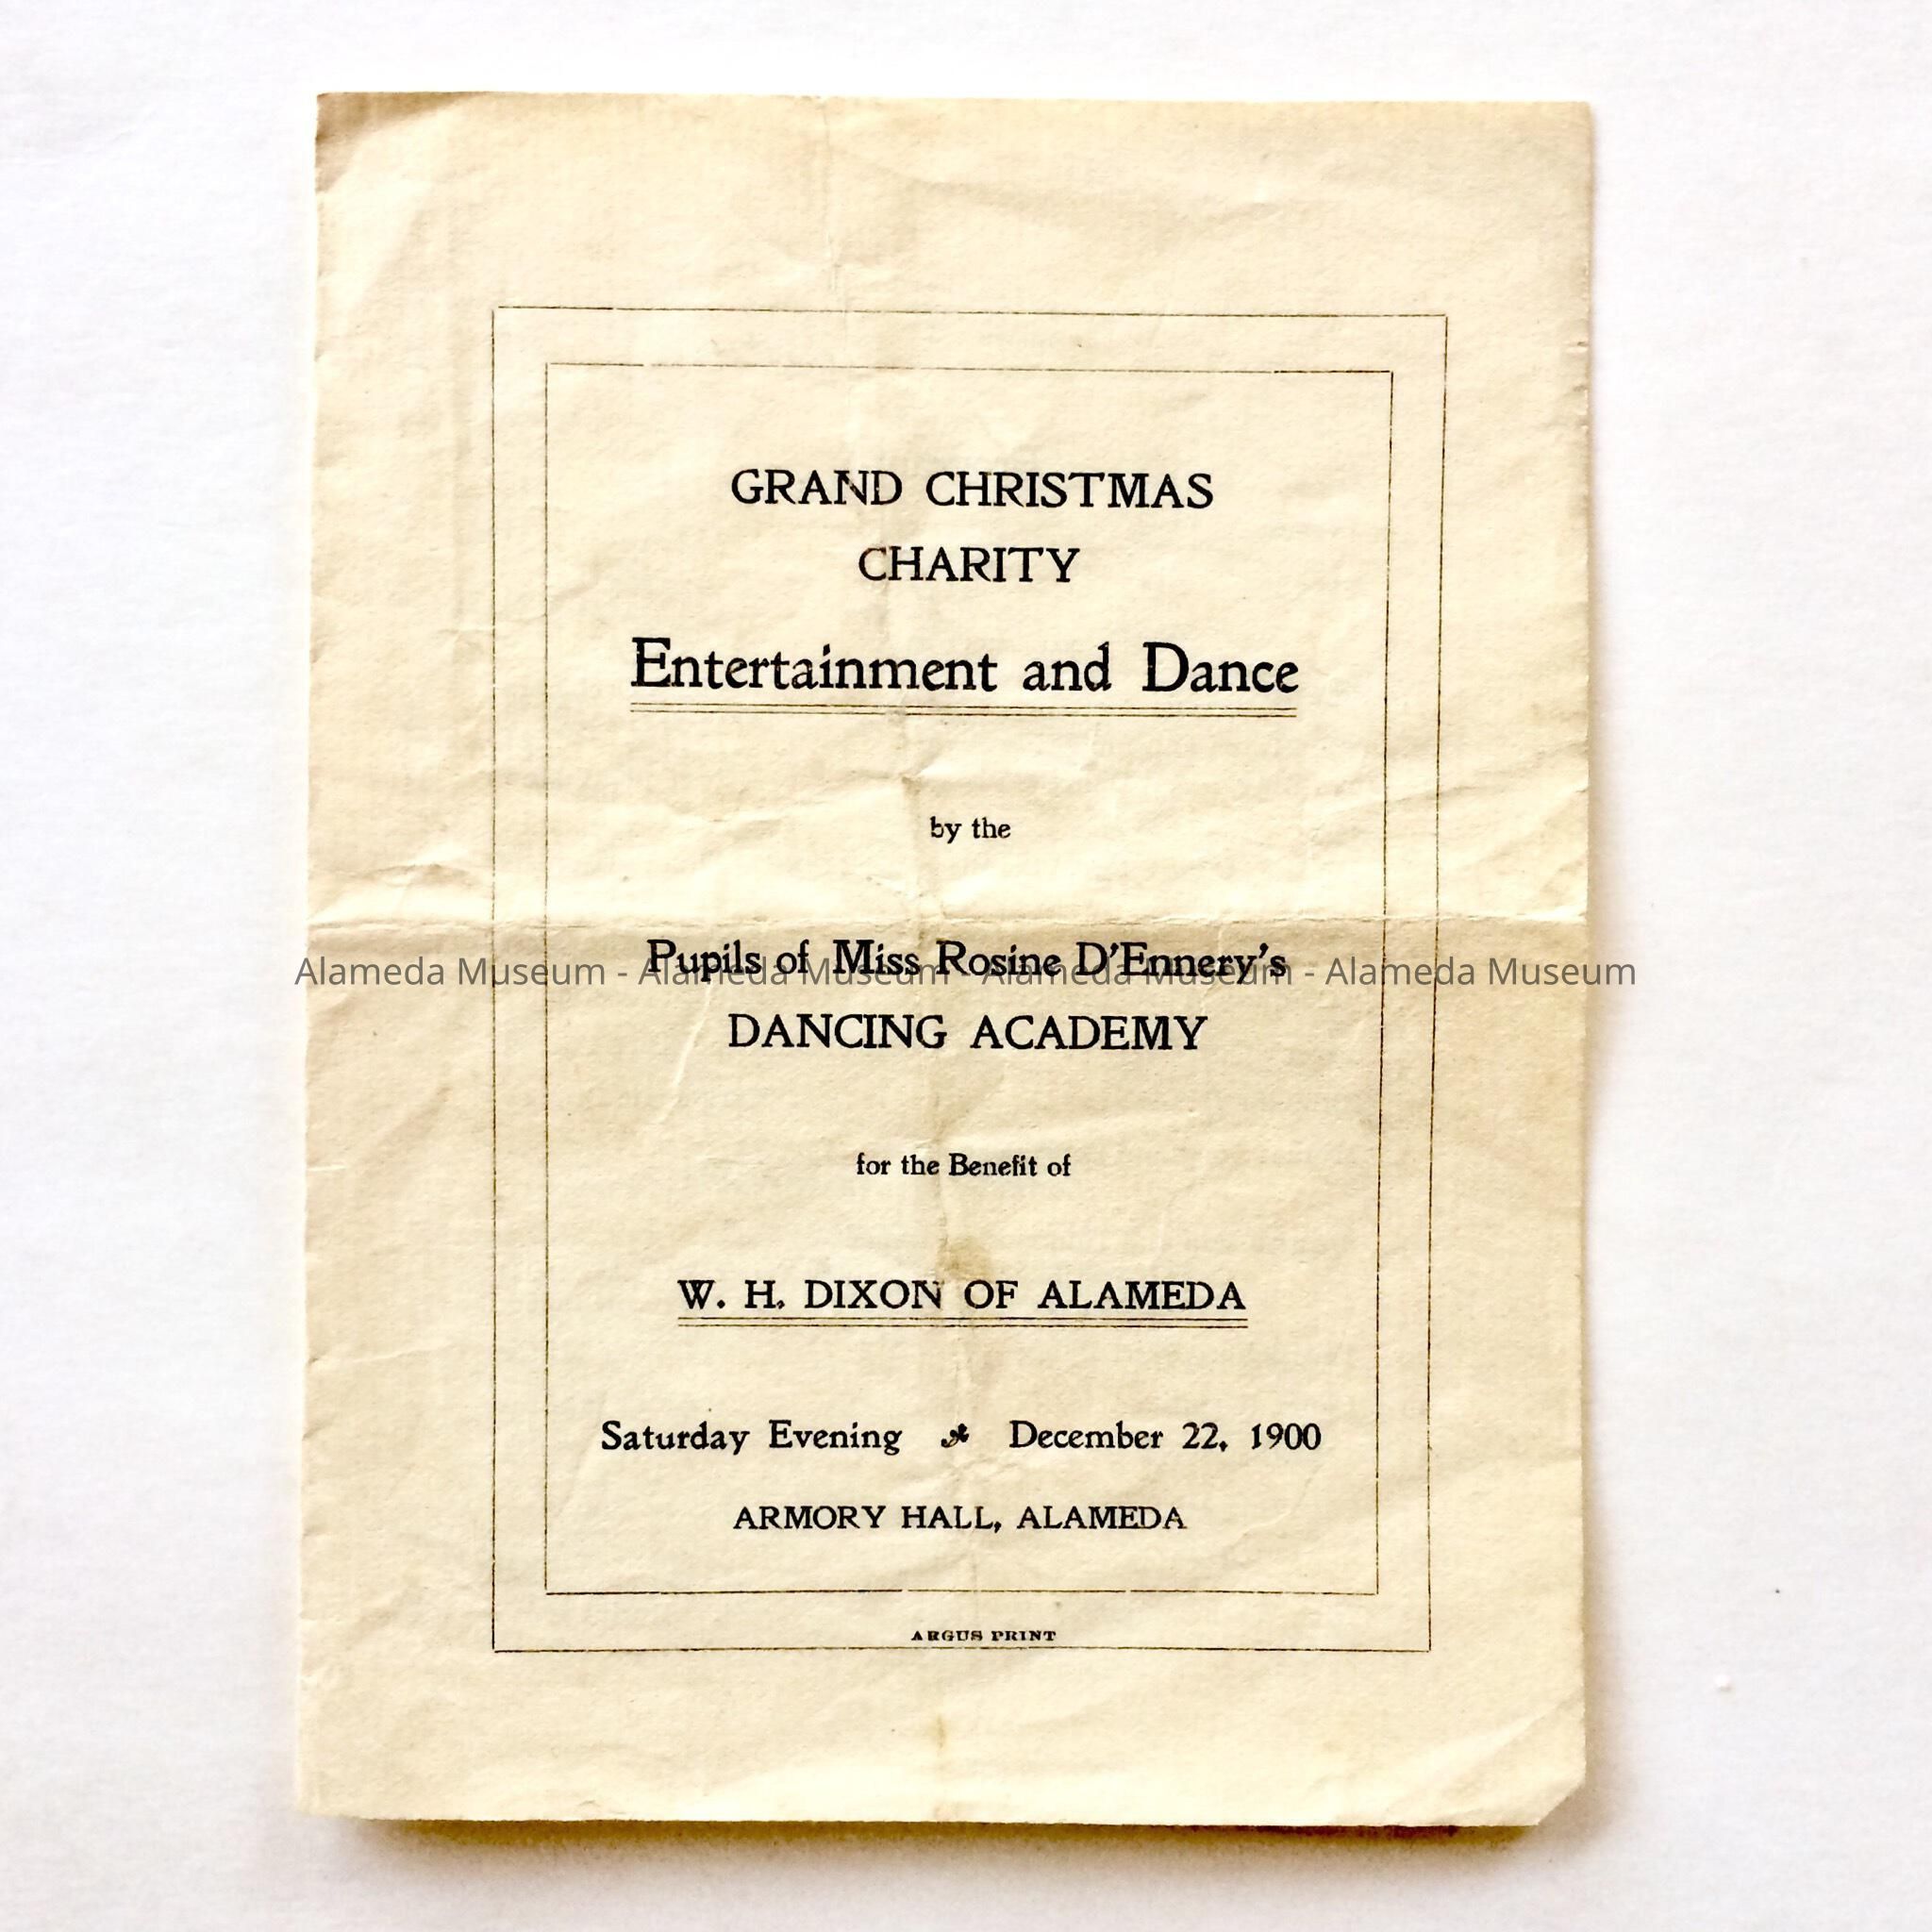 GRAND CHRISTMAS
CHARITY
Entertainment and Dance
by the
Pupils of Miss Rosine D'Ennery's
Alameda Museum - Alameda Museum - Alameda Museum - Alameda Museum
DANCING ACADEMY
for the Benefit of
W. H. DIXON OF ALAMEDA
Saturday Evening December 22, 1900
ARMORY HALL, ALAMEDA
ARGUS PRINT